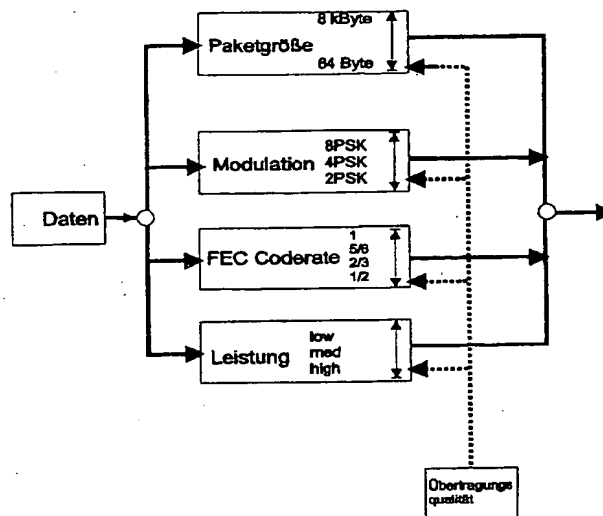 8 kByte
Paketgröße
64 Byte
8PSK
Modulation
4PSK
2PSK
Daten
1
5/6
FEC Coderate
2/3
1/2
low
Leistung
med
high
Übertragungs
qualität